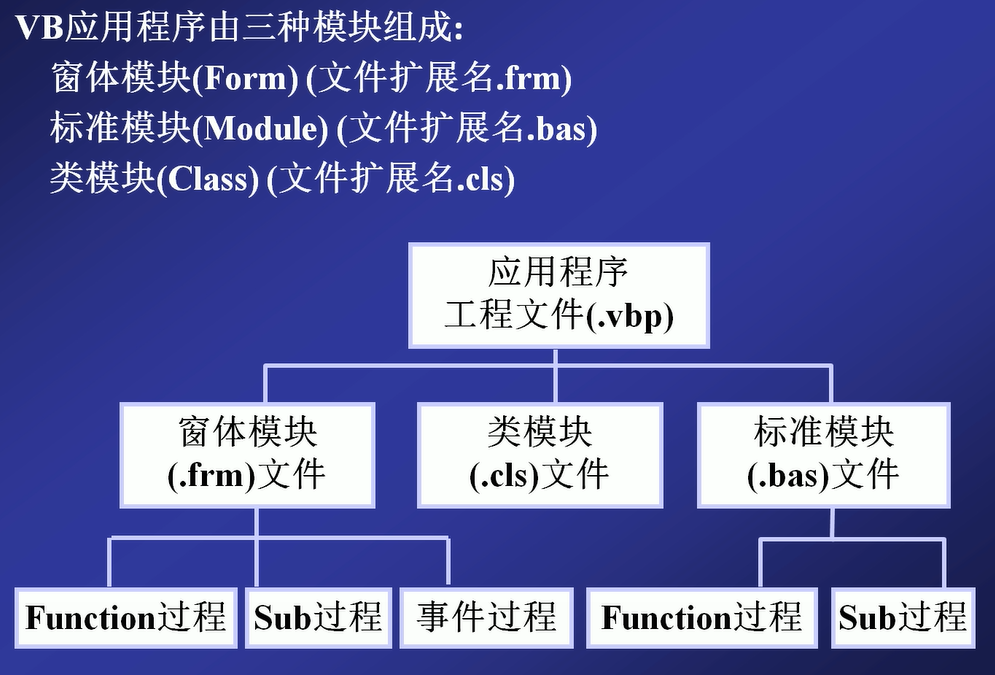 VB应用程序由三种模块组成:
窗体模块(Form) (文件扩展名.frm)
标准模块(Module) (文件扩展名.bas)
类模块(Class) (文件扩展名.cls)
应用程序
工程文件(.vbp)
窗体模块
(.frm)文件
类模块
(.cls)文件
标准模块
(.bas)文件
Function过程
Sub过程
事件过程
Function过程
Sub过程